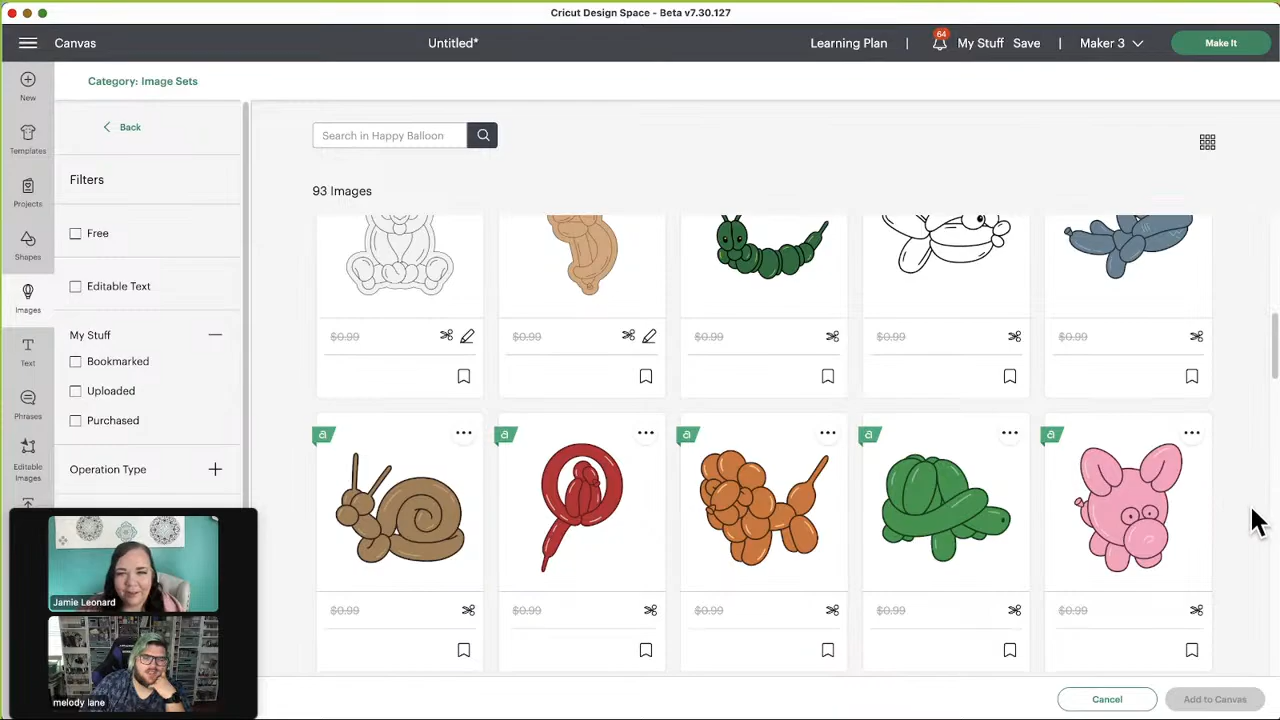 Cricut Design Space - Beta v7.30.127
Canvas
Untitled*
Learning Plan | 64 My Stuff Save | Maker 3 Make It
New
Templates
Projects
Shapes
Images
Text
Phrases
Editable
Images
Category: Image Sets
Back
Filters
Free
Editable Text
My Stuff
Bookmarked
Uploaded
Purchased
Operation Type
Search in Happy Balloon
93 Images
$0.99 $0.99 $0.99 $0.99 $0.99
a a a a a
$0.99 $0.99 $0.99 $0.99 $0.99
Jamie Leonard
melody lane
Cancel Add to Canvas